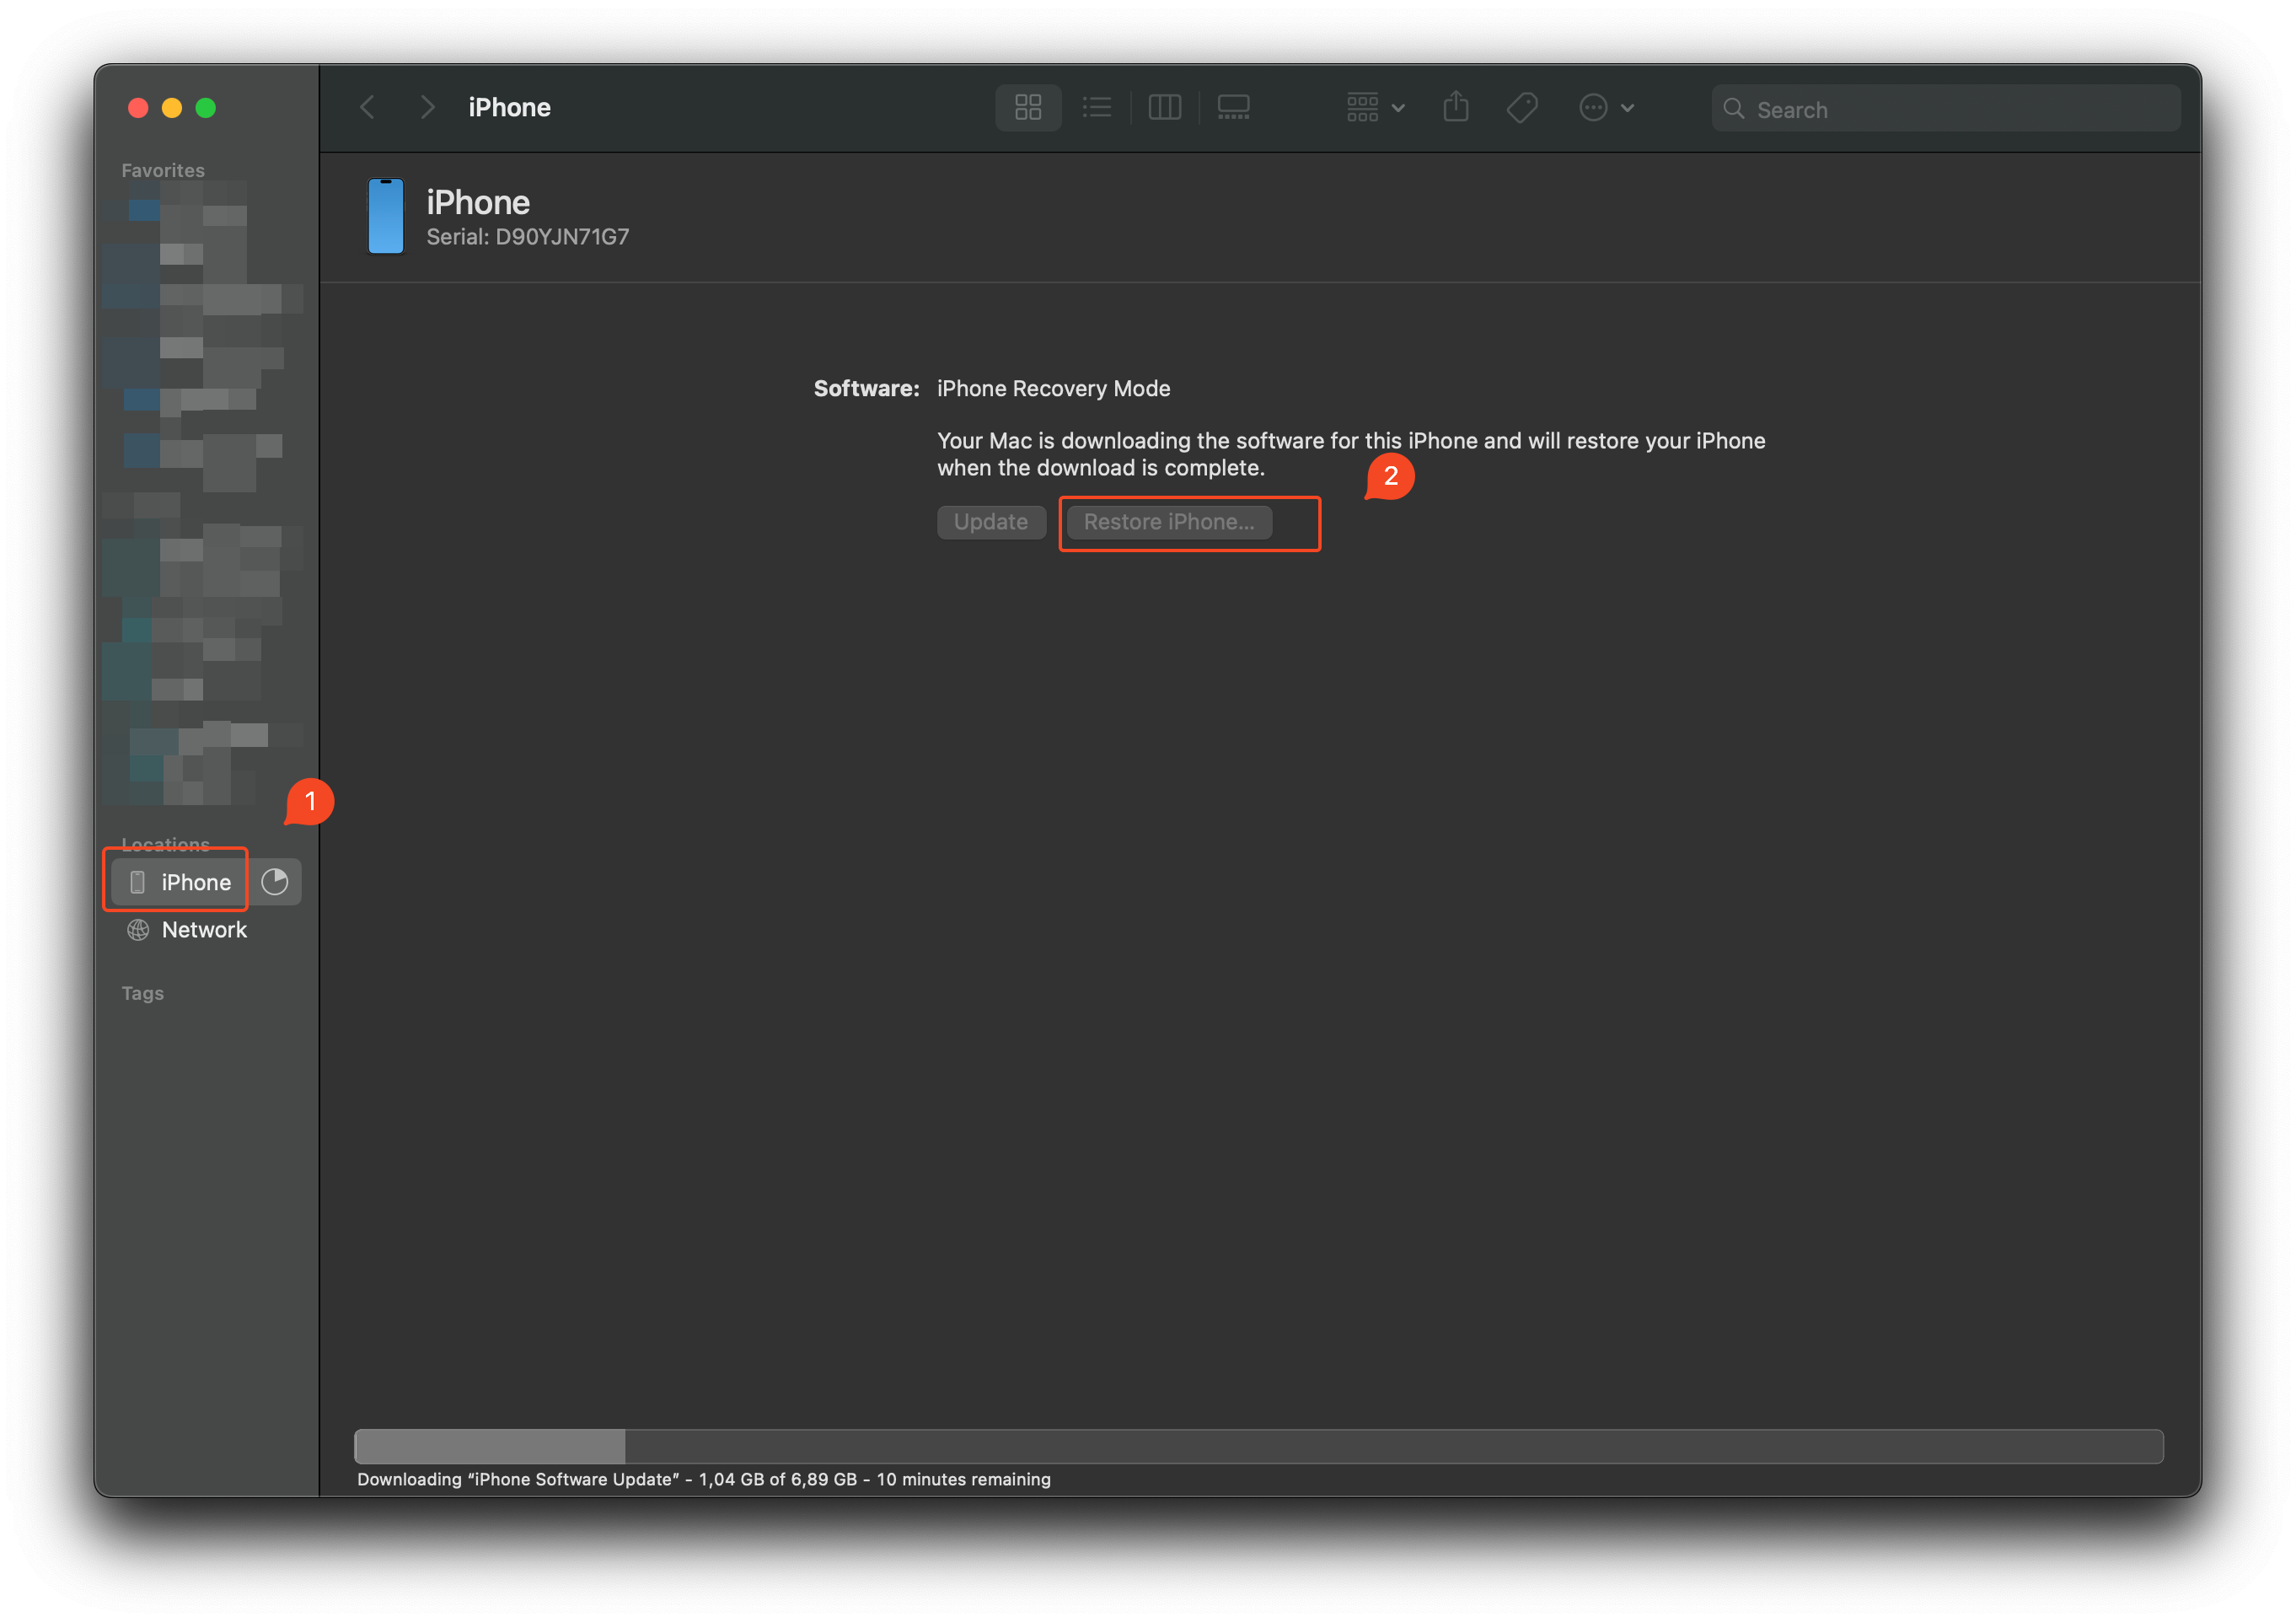 iPhone
Search
Favorites
iPhone
Serial: D90YJN71G7
Software: iPhone Recovery Mode
Your Mac is downloading the software for this iPhone and will restore your iPhone
when the download is complete.
2
Update
Restore iPhone...
1
Locations
iPhone
Network
Tags
Downloading “iPhone Software Update” - 1,04 GB of 6,89 GB - 10 minutes remaining